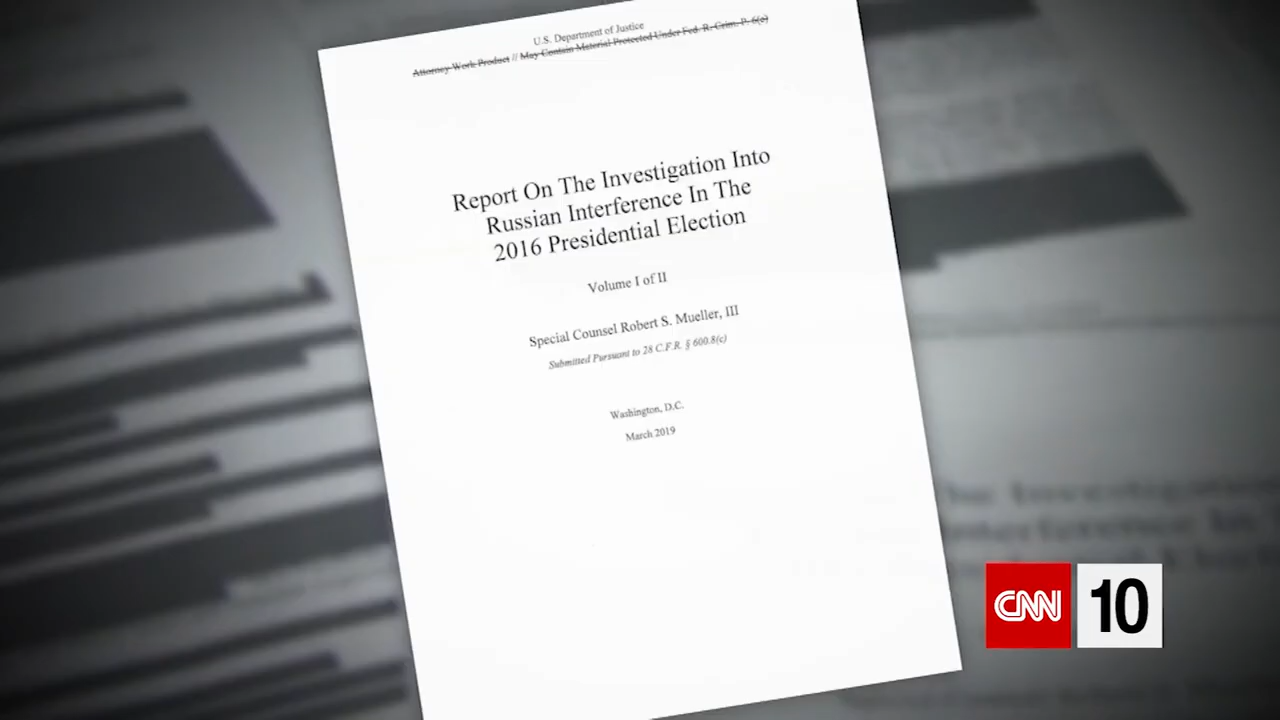 U.S. Department of Justice
Attorney Work Product // May Contain Material Protected Under Fed. R. Crim. P. 6(e)
Report On The Investigation Into
Russian Interference In The
2016 Presidential Election
Volume I of II
Special Counsel Robert S. Mueller, III
Submitted Pursuant to 28 C.F.R. § 600.8(c)
Washington, D.C.
March 2019
CNN 10